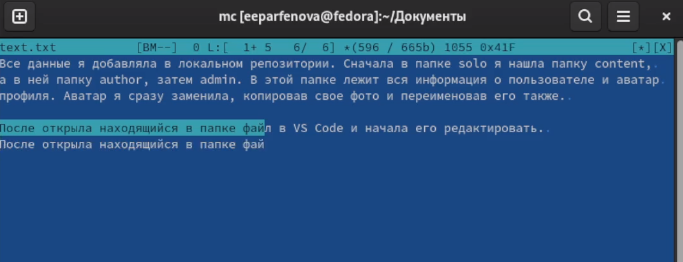 mc [eeparfenova@fedora]:~/Документы
text.txt [BM--] 0 L:[ 1+ 5 6/ 6] *(596 / 665b) 1055 0x41F [*][X]
Все данные я добавляла в локальном репозитории. Сначала в папке solo я нашла папку content,.
а в ней папку author, затем admin. В этой папке лежит вся информация о пользователе и аватар.
профиля. Аватар я сразу заменила, копировав свое фото и переименовав его также..
После открыла находящийся в папке файл в VS Code и начала его редактировать..
После открыла находящийся в папке фай